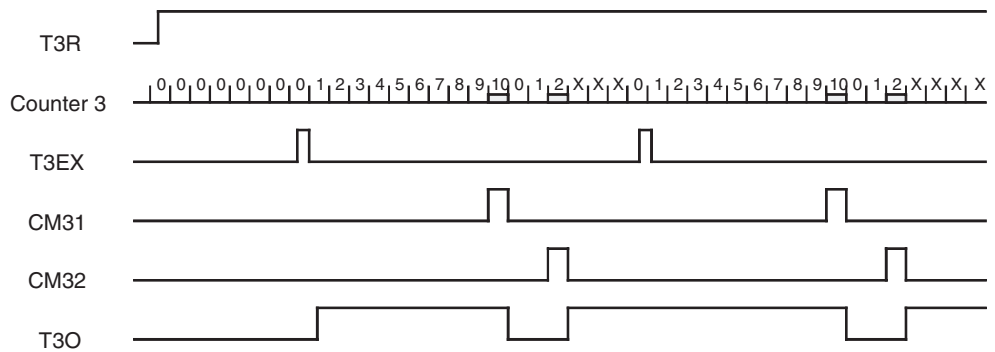 T3R
Counter 3 0 0 0 0 0 0 0 0 1 2 3 4 5 6 7 8 9 10 0 1 2 X X X 0 1 2 3 4 5 6 7 8 9 10 0 1 2 X X X X
T3EX
CM31
CM32
T3O